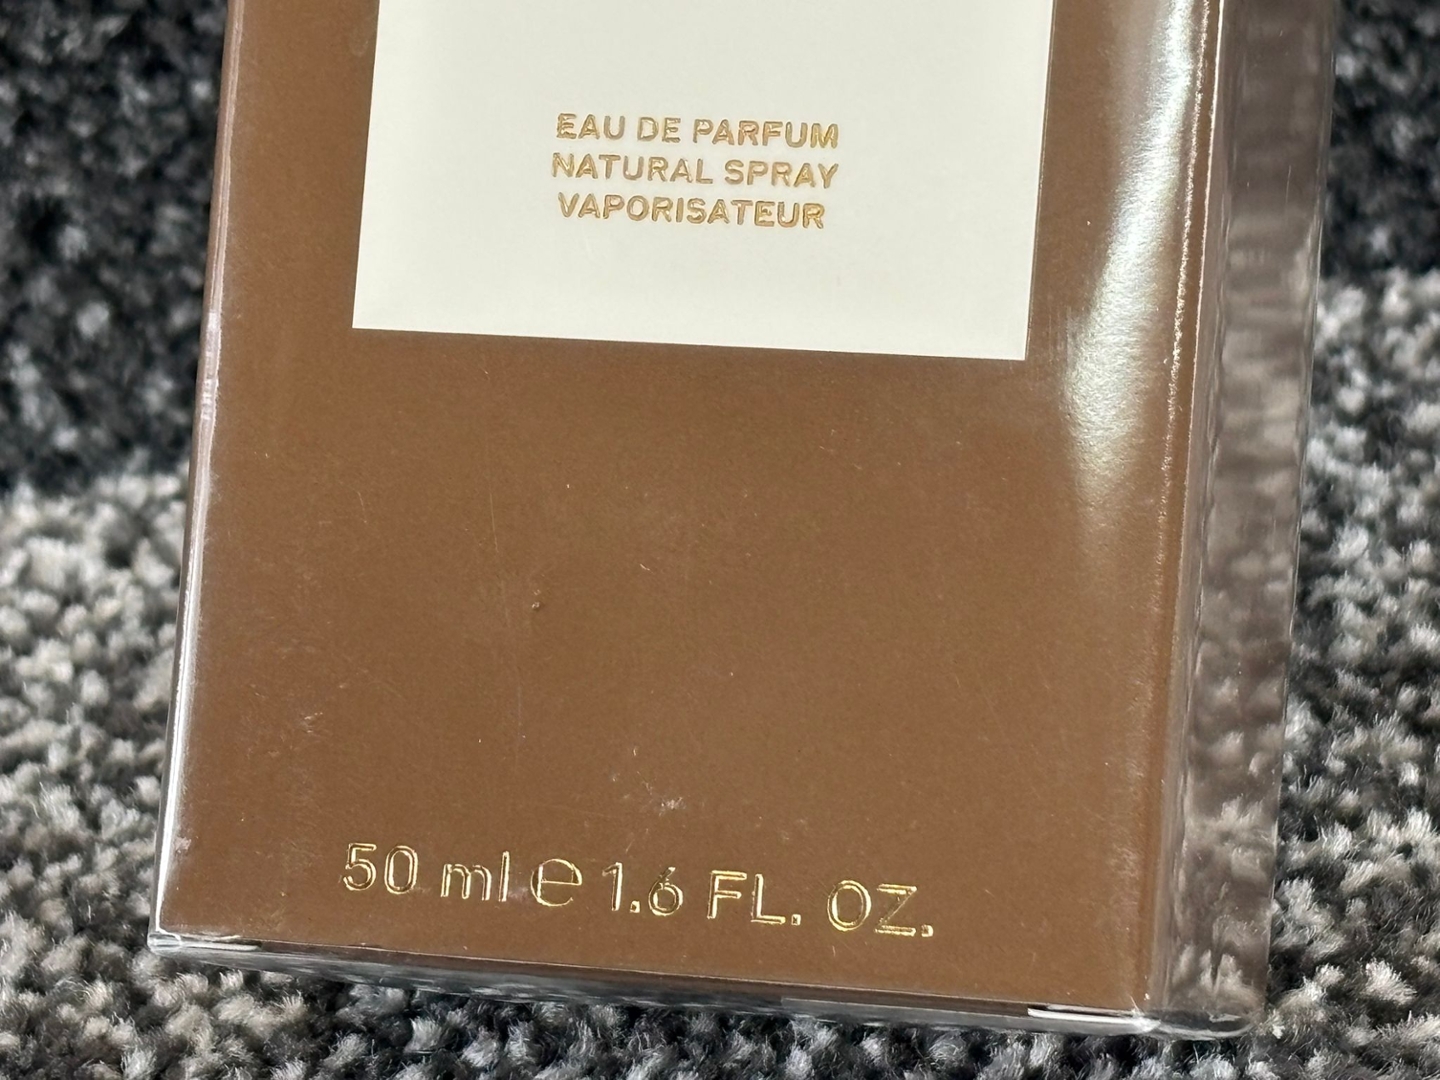 EAU DE PARFUM
NATURAL SPRAY
VAPORISATEUR
50 ml e 1.6 FL. OZ.